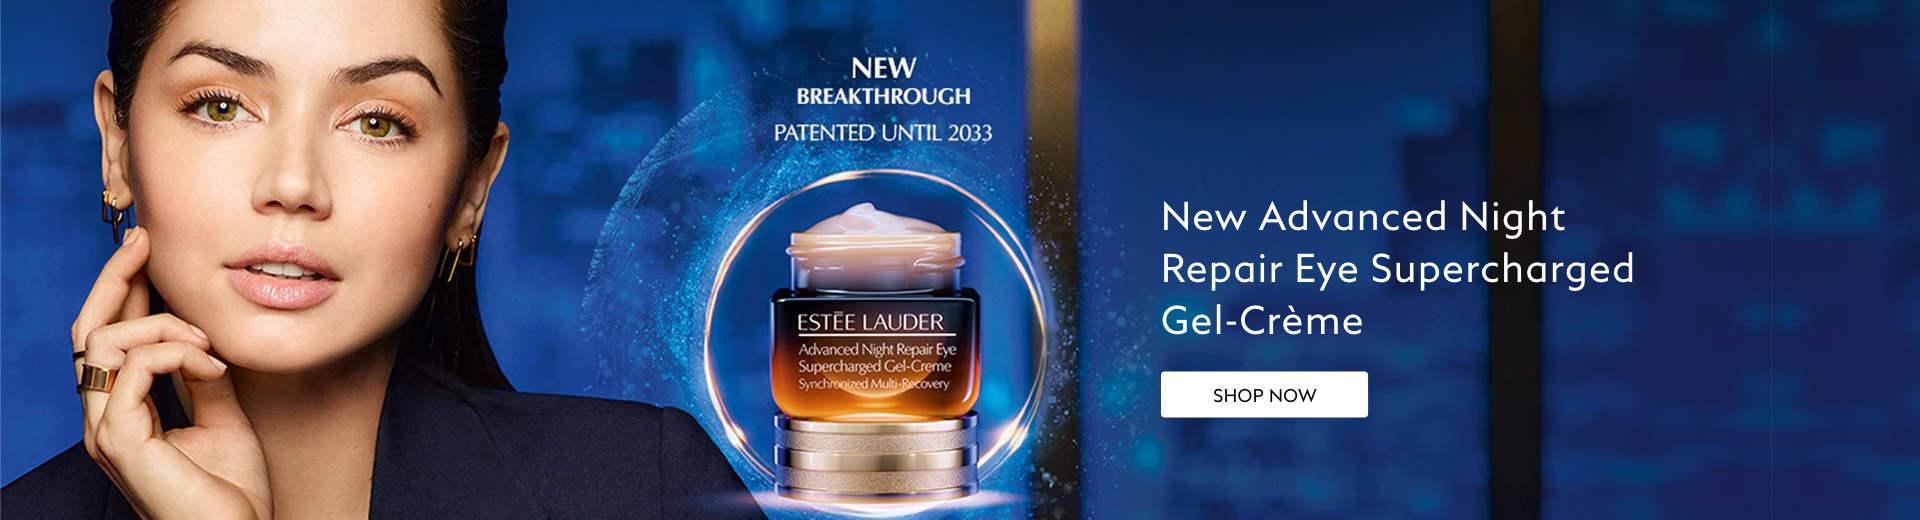 NEW
BREAKTHROUGH
PATENTED UNTIL 2033
ESTĒE LAUDER
Advanced Night Repair Eye
Supercharged Gel-Creme
Synchronized Multi-Recovery
New Advanced Night
Repair Eye Supercharged
Gel-Crème
SHOP NOW